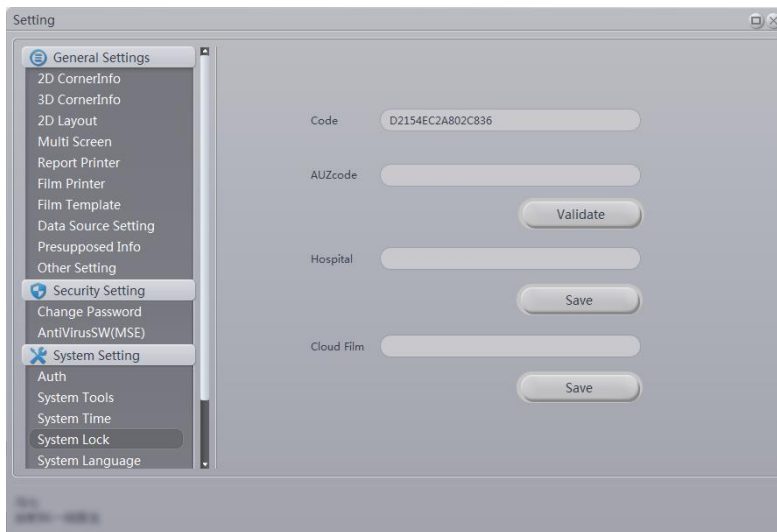 Setting
General Settings
2D CornerInfo
3D CornerInfo
2D Layout
Multi Screen
Report Printer
Film Printer
Film Template
Data Source Setting
Presupposed Info
Other Setting
Security Setting
Change Password
AntiVirusSW(MSE)
System Setting
Auth
System Tools
System Time
System Lock
System Language
Code D2154EC2A802C836
AUZcode
Validate
Hospital
Save
Cloud Film
Save